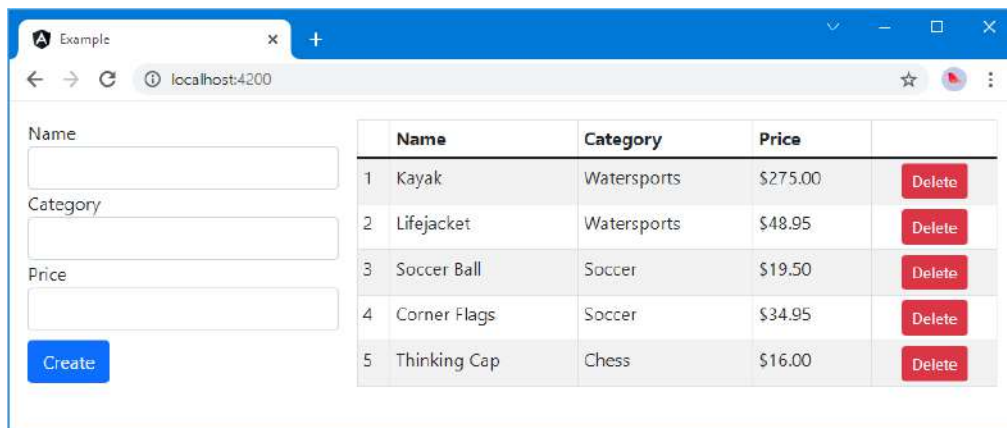 Example
localhost:4200
Name
Category
Price
Create
Name Category Price
1 Kayak Watersports $275.00 Delete
2 Lifejacket Watersports $48.95 Delete
3 Soccer Ball Soccer $19.50 Delete
4 Corner Flags Soccer $34.95 Delete
5 Thinking Cap Chess $16.00 Delete